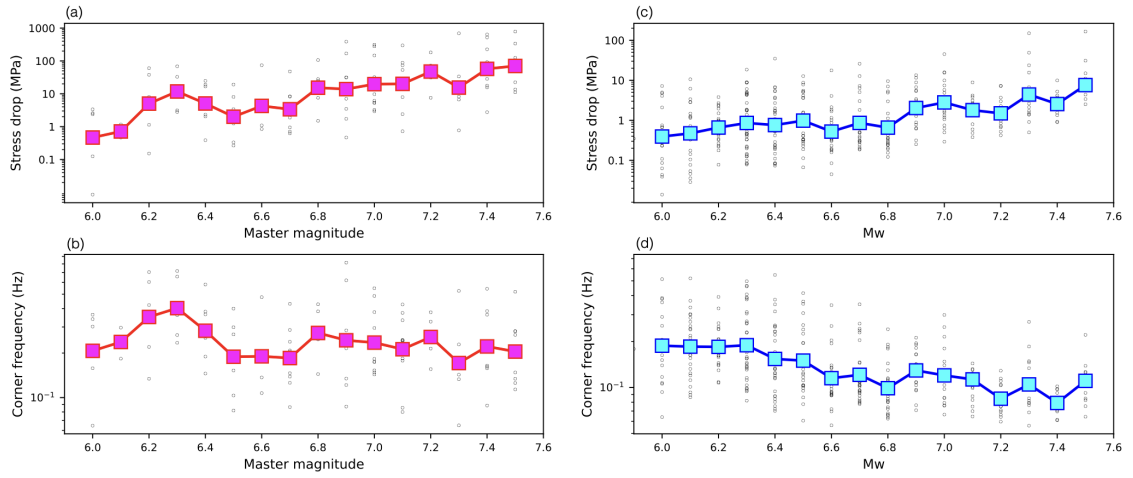 (a)
Stress drop (MPa)
1000
100
10
1
0.1
6.0 6.2 6.4 6.6 6.8 7.0 7.2 7.4 7.6
Master magnitude
(b)
Corner frequency (Hz)
10⁻¹
6.0 6.2 6.4 6.6 6.8 7.0 7.2 7.4 7.6
Master magnitude
(c)
Stress drop (MPa)
100
10
1
0.1
6.0 6.2 6.4 6.6 6.8 7.0 7.2 7.4 7.6
Mw
(d)
Corner frequency (Hz)
10⁻¹
6.0 6.2 6.4 6.6 6.8 7.0 7.2 7.4 7.6
Mw